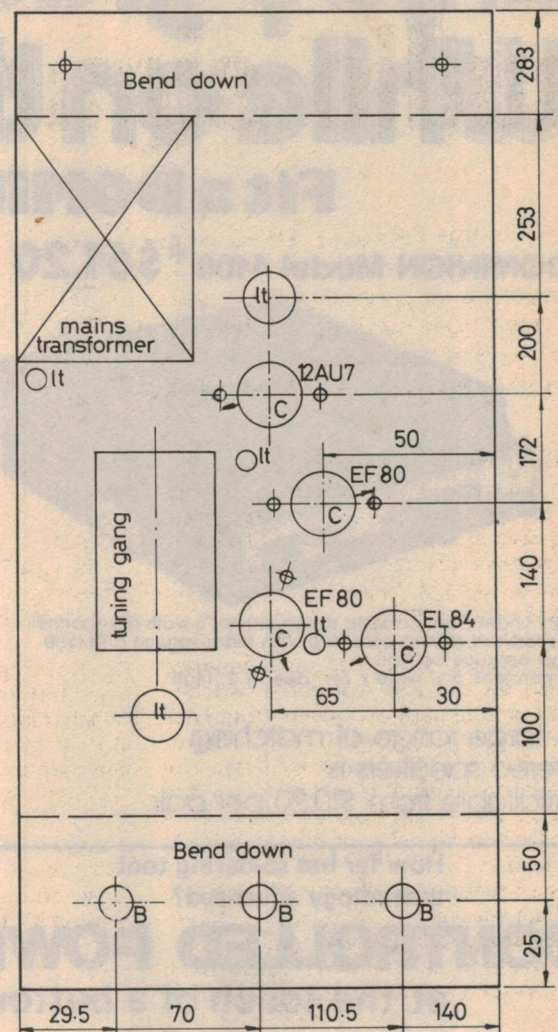 Bend down
283
253
lt
200
mains
transformer
lt
12AU7
C
50
172
lt
EF80
C
tuning gang
140
EF80
lt
EL84
C
C
65
30
lt
100
Bend down
50
B
B
B
25
29·5
70
110·5
140